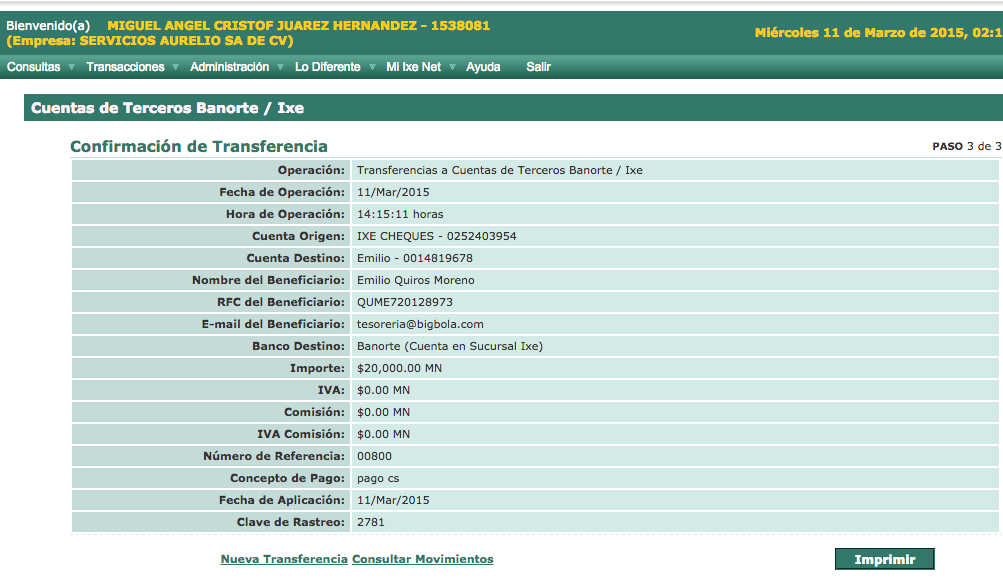 Bienvenido(a) MIGUEL ANGEL CRISTOF JUAREZ HERNANDEZ - 1538081
(Empresa: SERVICIOS AURELIO SA DE CV)
Miércoles 11 de Marzo de 2015, 02:1
Consultas Transacciones Administración Lo Diferente Mi Ixe Net Ayuda Salir
Cuentas de Terceros Banorte / Ixe
Confirmación de Transferencia PASO 3 de 3
Operación: Transferencias a Cuentas de Terceros Banorte / Ixe
Fecha de Operación: 11/Mar/2015
Hora de Operación: 14:15:11 horas
Cuenta Origen: IXE CHEQUES - 0252403954
Cuenta Destino: Emilio - 0014819678
Nombre del Beneficiario: Emilio Quiros Moreno
RFC del Beneficiario: QUME720128973
E-mail del Beneficiario: tesoreria@bigbola.com
Banco Destino: Banorte (Cuenta en Sucursal Ixe)
Importe: $20,000.00 MN
IVA: $0.00 MN
Comisión: $0.00 MN
IVA Comisión: $0.00 MN
Número de Referencia: 00800
Concepto de Pago: pago cs
Fecha de Aplicación: 11/Mar/2015
Clave de Rastreo: 2781
Nueva Transferencia Consultar Movimientos Imprimir